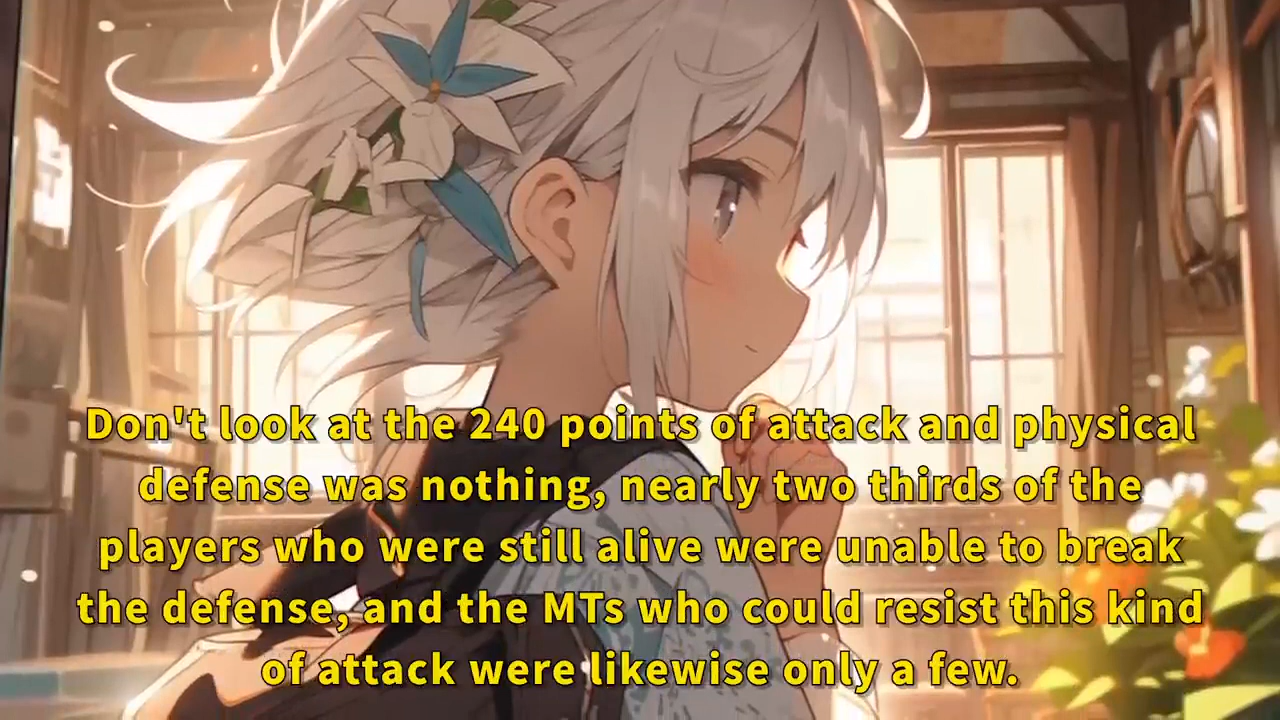 Don't look at the 240 points of attack and physical
defense was nothing, nearly two thirds of the
players who were still alive were unable to break
the defense, and the MTs who could resist this kind
of attack were likewise only a few.